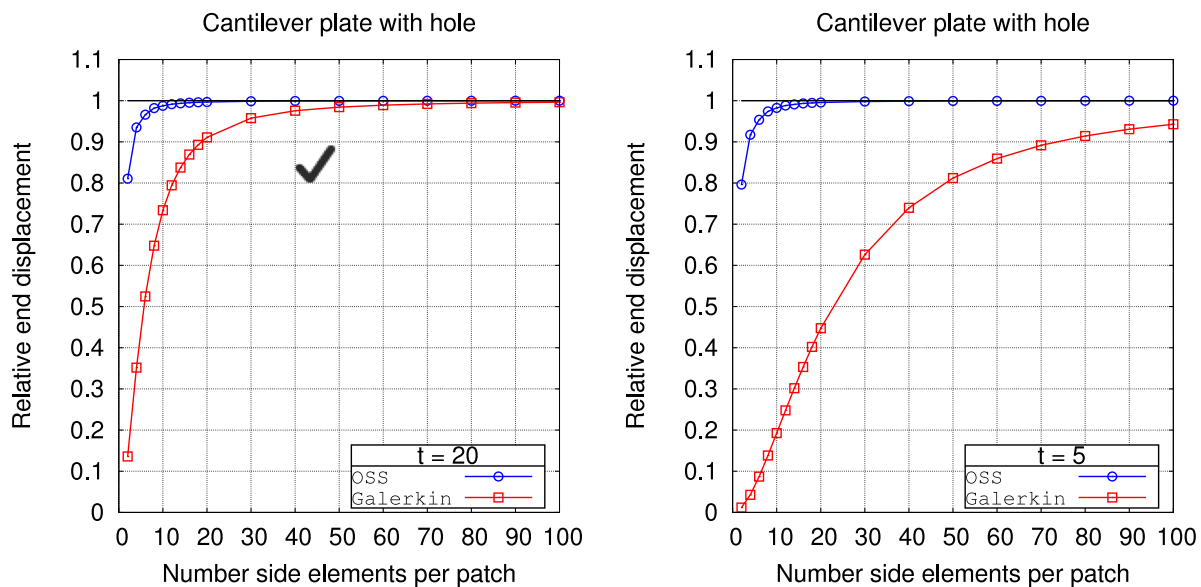 Cantilever plate with hole
1.1
1
0.9
0.8
0.7
0.6
0.5
0.4
0.3
0.2
0.1
0
Relative end displacement
t = 20
OSS
Galerkin
0 10 20 30 40 50 60 70 80 90 100
Number side elements per patch
Cantilever plate with hole
1.1
1
0.9
0.8
0.7
0.6
0.5
0.4
0.3
0.2
0.1
0
Relative end displacement
t = 5
OSS
Galerkin
0 10 20 30 40 50 60 70 80 90 100
Number side elements per patch